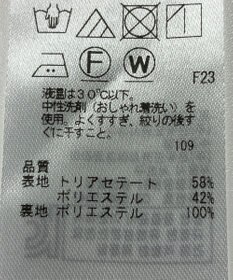 F W
F23
液温は30℃以下。
中性洗剤(おしゃれ着洗い)を
使用。よくすすぎ、絞りの後す
ぐに干すこと。
109
品質
表地 トリアセテート 58%
ポリエステル 42%
裏地 ポリエステル 100%